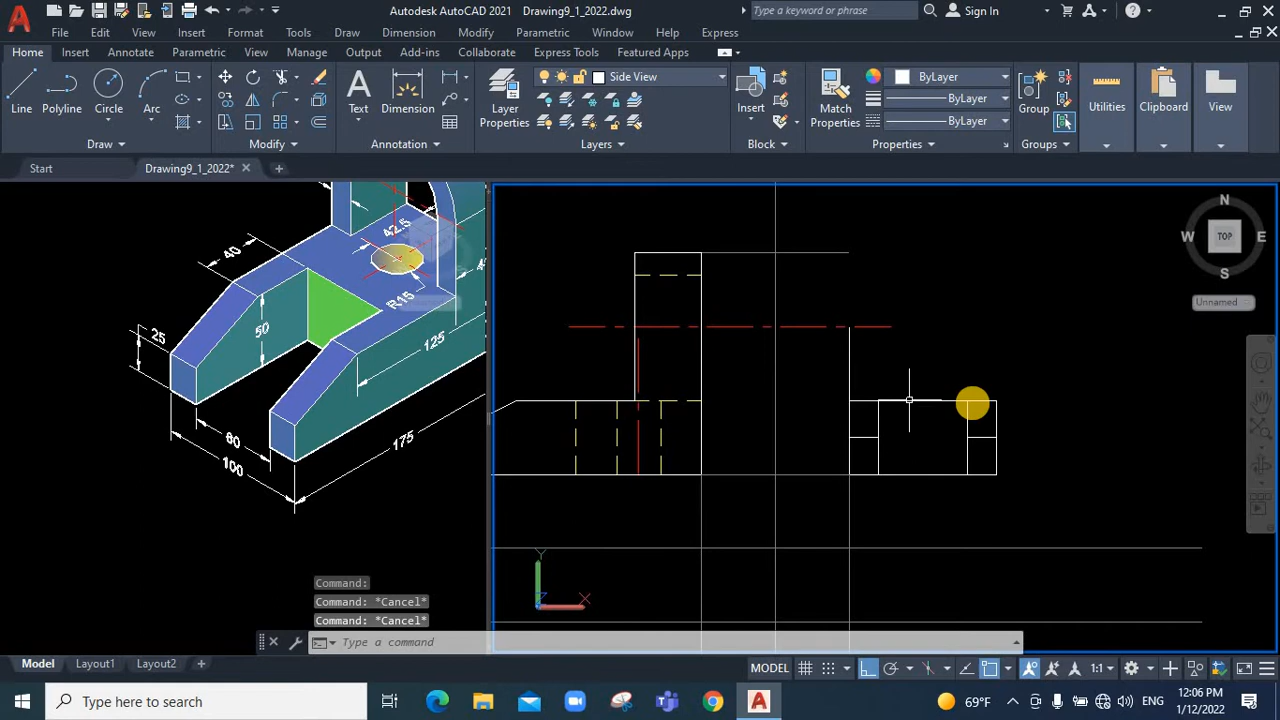 Autodesk AutoCAD 2021 Drawing9_1_2022.dwg
Type a keyword or phrase
Sign In
File Edit View Insert Format Tools Draw Dimension Modify Parametric Window Help Express
Home Insert Annotate Parametric View Manage Output Add-ins Collaborate Express Tools Featured Apps
Line
Polyline
Circle
Arc
Draw
Modify
Text
Dimension
Annotation
Layer
Properties
Side View
Layers
Insert
Block
Match
Properties
ByLayer
ByLayer
ByLayer
Properties
Group
Groups
Utilities
Clipboard
View
Start
Drawing9_1_2022*
42.5
40
R15
50
25
125
60
100
175
N
W
TOP
E
S
Unnamed
Y
X
Command:
Command: *Cancel*
Command: *Cancel*
Type a command
Model Layout1 Layout2
MODEL
1:1
Type here to search
69°F
ENG
12:06 PM
1/12/2022